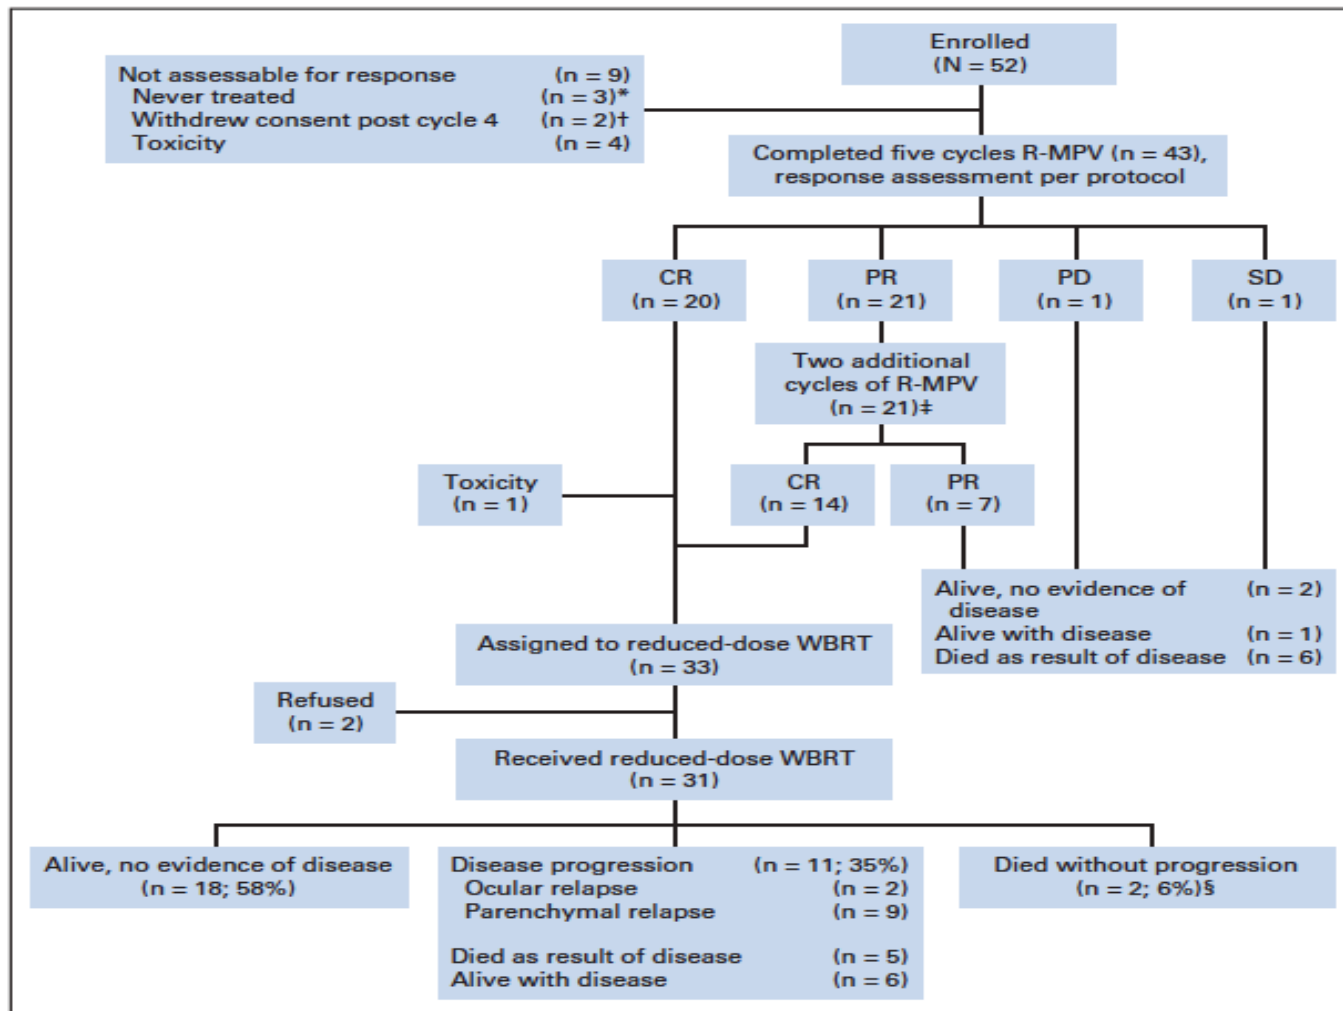 Enrolled
(N = 52)
Not assessable for response (n = 9)
Never treated (n = 3)*
Withdrew consent post cycle 4 (n = 2)†
Toxicity (n = 4)
Completed five cycles R-MPV (n = 43),
response assessment per protocol
CR
(n = 20)
PR
(n = 21)
PD
(n = 1)
SD
(n = 1)
Two additional
cycles of R-MPV
(n = 21)‡
Toxicity
(n = 1)
CR
(n = 14)
PR
(n = 7)
Alive, no evidence of (n = 2)
disease
Alive with disease (n = 1)
Died as result of disease (n = 6)
Assigned to reduced-dose WBRT
(n = 33)
Refused
(n = 2)
Received reduced-dose WBRT
(n = 31)
Alive, no evidence of disease
(n = 18; 58%)
Disease progression (n = 11; 35%)
Ocular relapse (n = 2)
Parenchymal relapse (n = 9)
Died as result of disease (n = 5)
Alive with disease (n = 6)
Died without progression
(n = 2; 6%)§